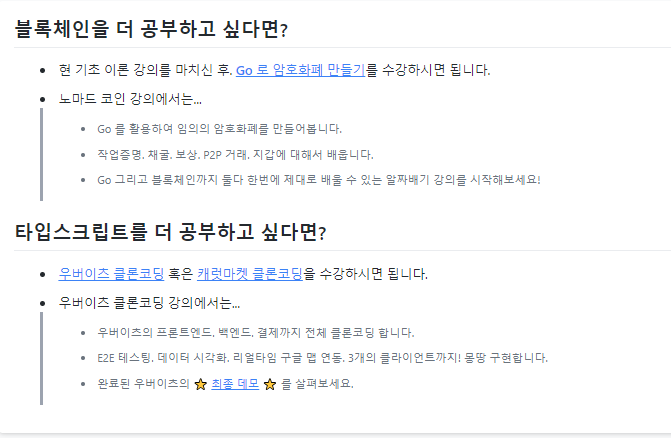 블록체인을 더 공부하고 싶다면?
현 기초 이론 강의를 마치신 후. Go 로 암호화폐 만들기를 수강하시면 됩니다.
노마드 코인 강의에서는...
Go 를 활용하여 임의의 암호화폐를 만들어봅니다.
작업증명, 채굴, 보상, P2P 거래, 지갑에 대해서 배웁니다.
Go 그리고 블록체인까지 둘다 한번에 제대로 배울 수 있는 알짜배기 강의를 시작해보세요!
타입스크립트를 더 공부하고 싶다면?
우버이츠 클론코딩 혹은 캐럿마켓 클론코딩을 수강하시면 됩니다.
우버이츠 클론코딩 강의에서는...
우버이츠의 프론트엔드, 백엔드, 결제까지 전체 클론코딩 합니다.
E2E 테스팅, 데이터 시각화, 리얼타임 구글 맵 연동, 3개의 클라이언트까지! 몽땅 구현합니다.
완료된 우버이츠의 ⭐ 최종 데모 ⭐ 를 살펴보세요.